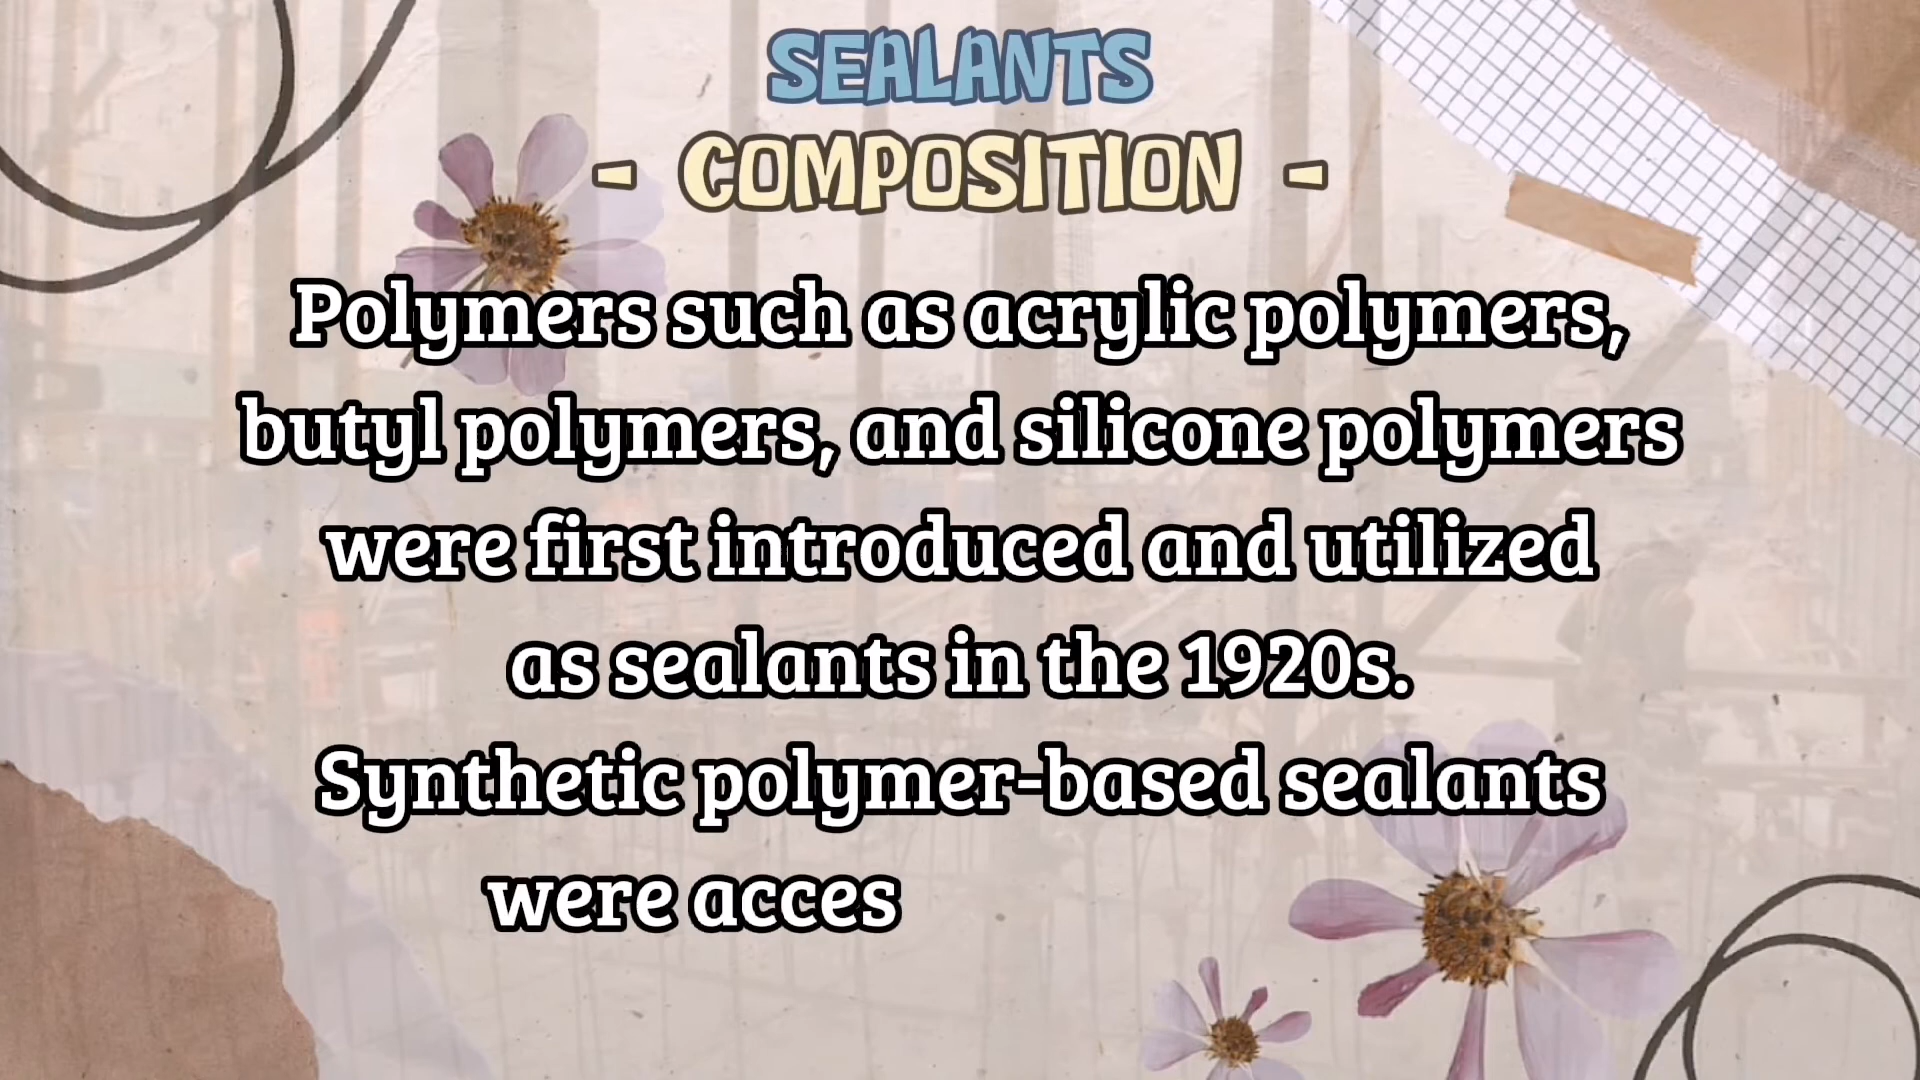 SEALANTS
- COMPOSITION -
Polymers such as acrylic polymers,
butyl polymers, and silicone polymers
were first introduced and utilized
as sealants in the 1920s.
Synthetic polymer-based sealants
were acces